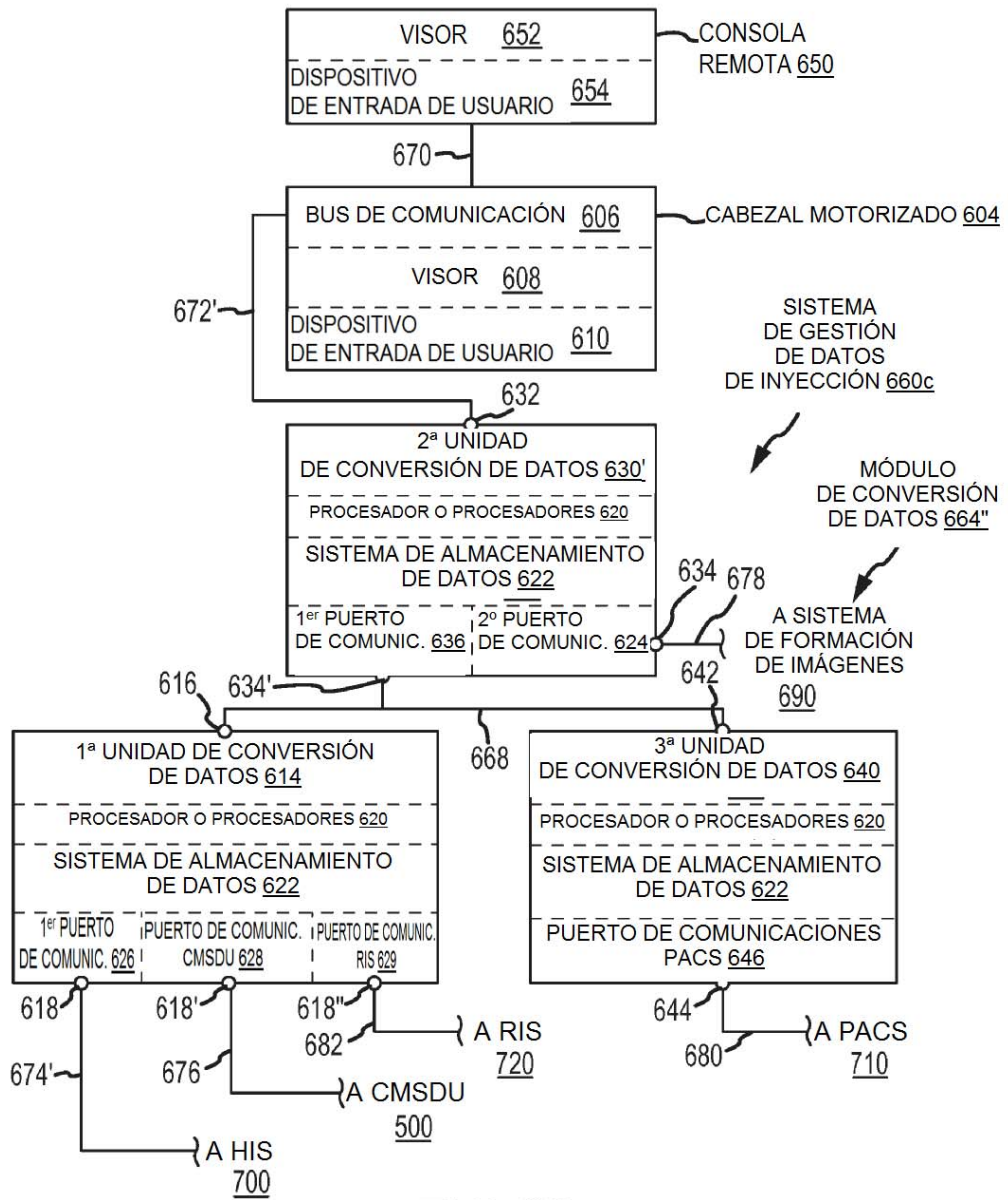 VISOR 652
DISPOSITIVO
DE ENTRADA DE USUARIO 654
CONSOLA
REMOTA 650
670
BUS DE COMUNICACIÓN 606
CABEZAL MOTORIZADO 604
VISOR 608
672'
DISPOSITIVO
DE ENTRADA DE USUARIO 610
SISTEMA
DE GESTIÓN
DE DATOS
DE INYECCIÓN 660c
632
2ª UNIDAD
DE CONVERSIÓN DE DATOS 630'
PROCESADOR O PROCESADORES 620
SISTEMA DE ALMACENAMIENTO
DE DATOS 622
1er PUERTO
DE COMUNIC. 636
2º PUERTO
DE COMUNIC. 624
MÓDULO
DE CONVERSIÓN
DE DATOS 664"
634
678
A SISTEMA
DE FORMACIÓN
DE IMÁGENES
690
634'
642
616
668
1ª UNIDAD DE CONVERSIÓN
DE DATOS 614
PROCESADOR O PROCESADORES 620
SISTEMA DE ALMACENAMIENTO
DE DATOS 622
1er PUERTO
DE COMUNIC. 626
PUERTO DE COMUNIC.
CMSDU 628
PUERTO DE COMUNIC.
RIS 629
3ª UNIDAD
DE CONVERSIÓN DE DATOS 640
PROCESADOR O PROCESADORES 620
SISTEMA DE ALMACENAMIENTO
DE DATOS 622
PUERTO DE COMUNICACIONES
PACS 646
618
618'
618"
644
674'
676
682
A RIS
720
680
A PACS
710
A CMSDU
500
A HIS
700